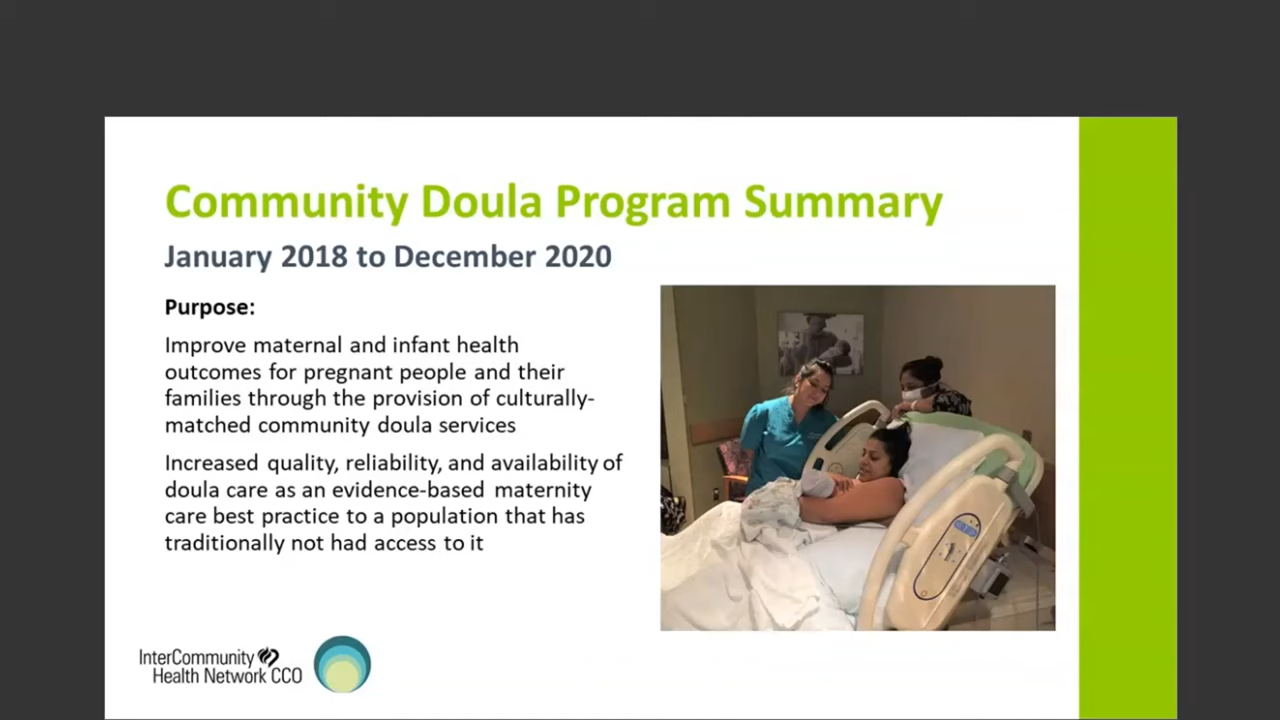 Community Doula Program Summary
January 2018 to December 2020
Purpose:
Improve maternal and infant health
outcomes for pregnant people and their
families through the provision of culturally-
matched community doula services
Increased quality, reliability, and availability of
doula care as an evidence-based maternity
care best practice to a population that has
traditionally not had access to it
InterCommunity
Health Network CCO